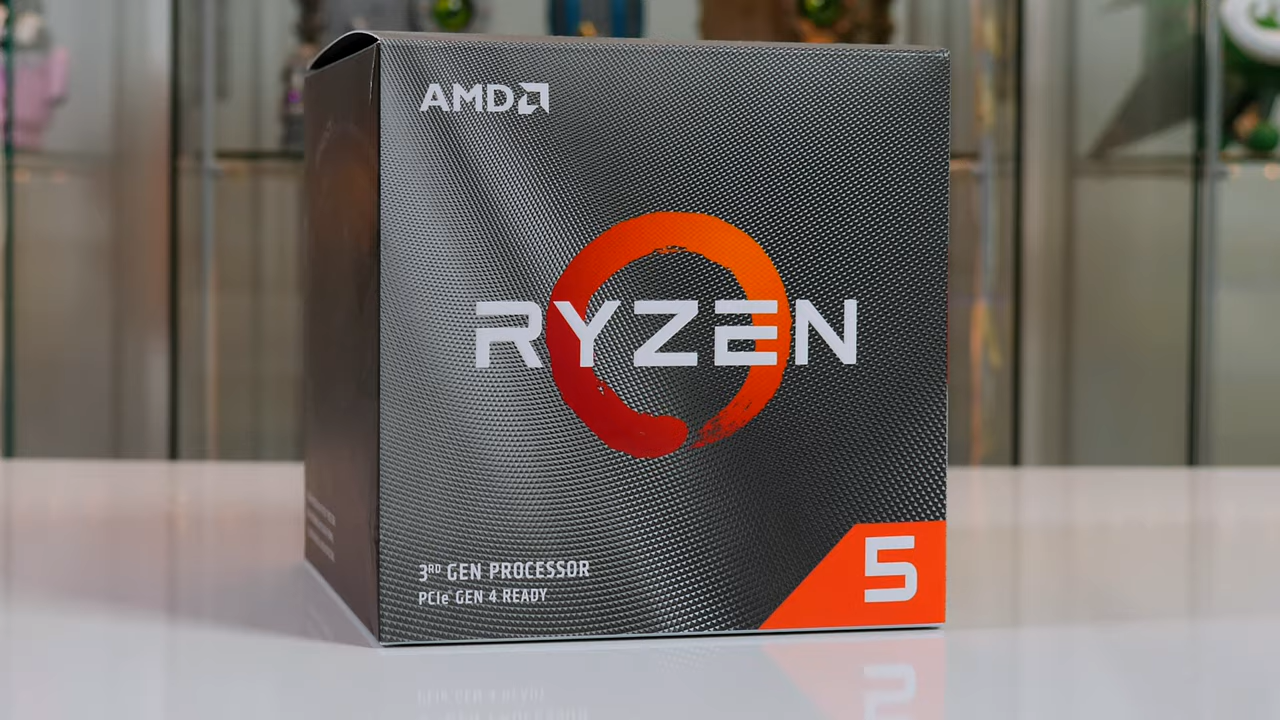 AMD
RYZEN
3RD GEN PROCESSOR
PCIe GEN 4 READY
5